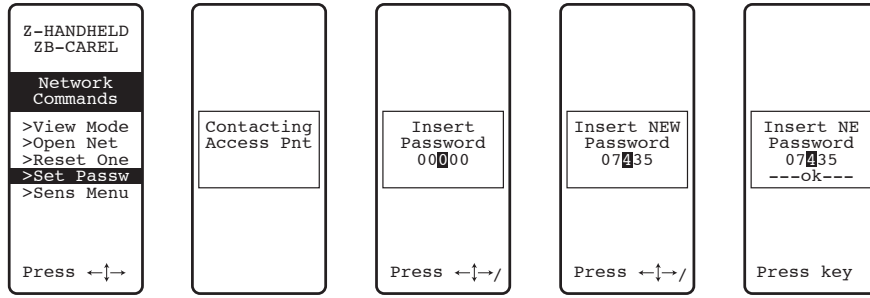 Z-HANDHELD
ZB-CAREL
Network
Commands
>View Mode
>Open Net
>Reset One
>Set Passw
>Sens Menu
Press ←↕→
Contacting
Access Pnt
Insert
Password
00000
Press ←↕→/
Insert NEW
Password
07435
Press ←↕→/
Insert NE
Password
07435
---ok---
Press key